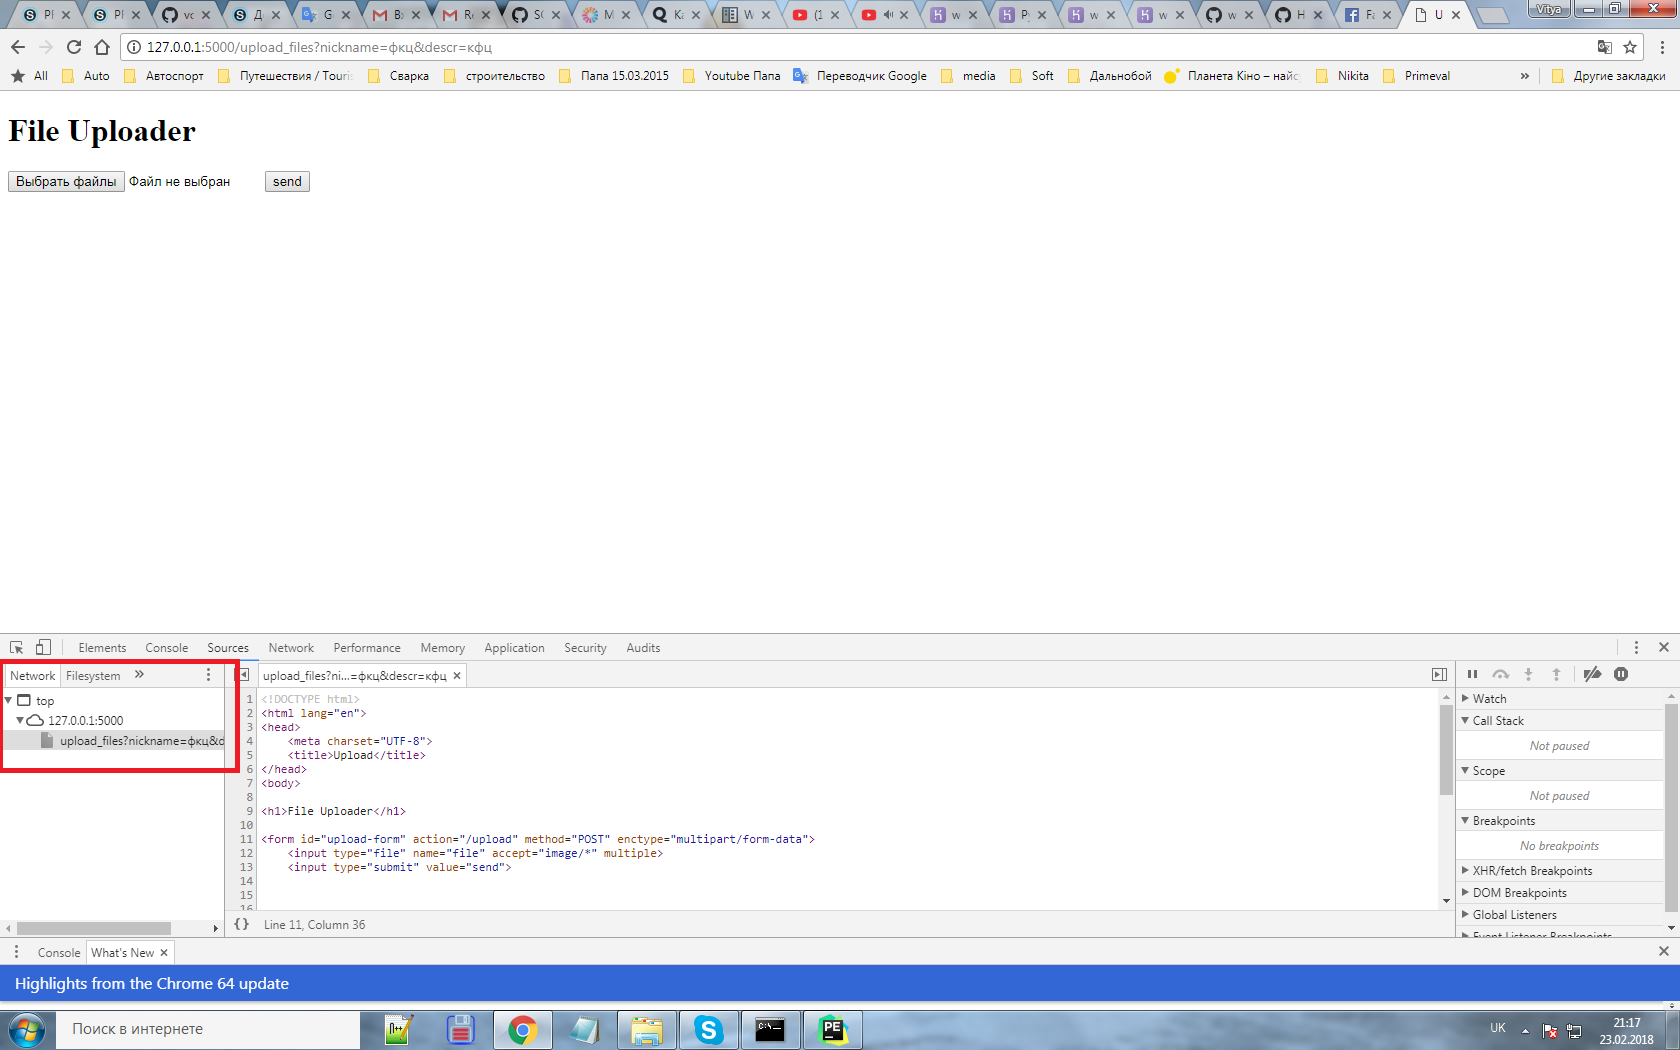 Vitya
127.0.0.1:5000/upload_files?nickname=фкц&descr=кфц
All Auto Автоспорт Путешествия / Touri Сварка строительство Папа 15.03.2015 Youtube Папа Переводчик Google media Soft Дальнобой Планета Кіно – найс Nikita Primeval » Другие закладки
File Uploader
Выбрать файлы Файл не выбран send
Elements Console Sources Network Performance Memory Application Security Audits
Network Filesystem » upload_files?ni...=фкц&descr=кфц
top
127.0.0.1:5000
upload_files?nickname=фкц&d
1 <!DOCTYPE html>
2 <html lang="en">
3 <head>
4 <meta charset="UTF-8">
5 <title>Upload</title>
6 </head>
7 <body>
8
9 <h1>File Uploader</h1>
10
11 <form id="upload-form" action="/upload" method="POST" enctype="multipart/form-data">
12 <input type="file" name="file" accept="image/*" multiple>
13 <input type="submit" value="send">
14
15
16
{} Line 11, Column 36
Watch
Call Stack
Not paused
Scope
Not paused
Breakpoints
No breakpoints
XHR/fetch Breakpoints
DOM Breakpoints
Global Listeners
Event Listener Breakpoints
Console What's New
Highlights from the Chrome 64 update
Поиск в интернете
UK
21:17
23.02.2018